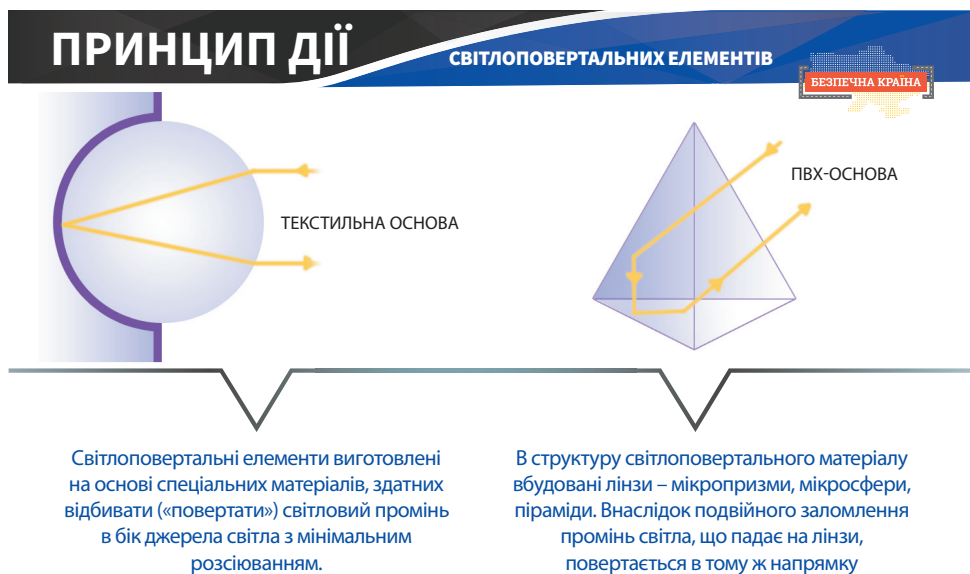 ПРИНЦИП ДІЇ
СВІТЛОПОВЕРТАЛЬНИХ ЕЛЕМЕНТІВ
БЕЗПЕЧНА КРАЇНА
ТЕКСТИЛЬНА ОСНОВА
ПВХ-ОСНОВА
Світлоповертальні елементи виготовлені
на основі спеціальних матеріалів, здатних
відбивати («повертати») світловий промінь
в бік джерела світла з мінімальним
розсіюванням.
В структуру світлоповертального матеріалу
вбудовані лінзи – мікропризми, мікросфери,
піраміди. Внаслідок подвійного заломлення
промінь світла, що падає на лінзи,
повертається в тому ж напрямку